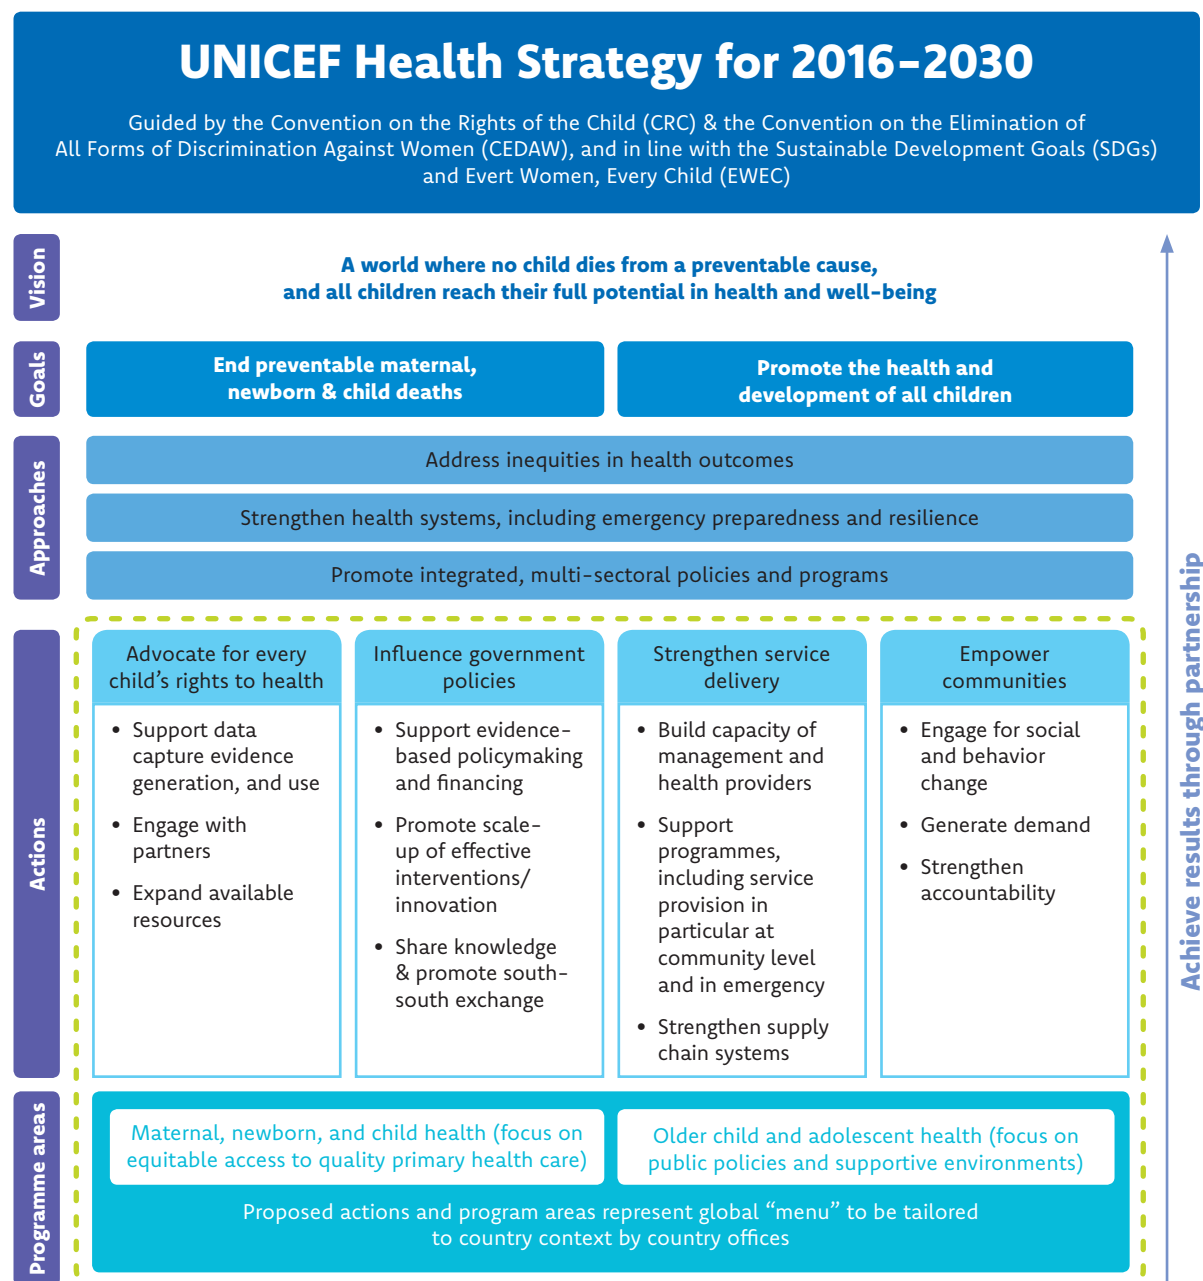 UNICEF Health Strategy for 2016–2030
Guided by the Convention on the Rights of the Child (CRC) & the Convention on the Elimination of
All Forms of Discrimination Against Women (CEDAW), and in line with the Sustainable Development Goals (SDGs)
and Evert Women, Every Child (EWEC)
Vision
A world where no child dies from a preventable cause,
and all children reach their full potential in health and well-being
Goals
End preventable maternal,
newborn & child deaths
Promote the health and
development of all children
Approaches
Address inequities in health outcomes
Strengthen health systems, including emergency preparedness and resilience
Promote integrated, multi-sectoral policies and programs
Actions
Advocate for every
child’s rights to health
• Support data
capture evidence
generation, and use
• Engage with
partners
• Expand available
resources
Influence government
policies
• Support evidence-
based policymaking
and financing
• Promote scale-
up of effective
interventions/
innovation
• Share knowledge
& promote south-
south exchange
Strengthen service
delivery
• Build capacity of
management and
health providers
• Support
programmes,
including service
provision in
particular at
community level
and in emergency
• Strengthen supply
chain systems
Empower
communities
• Engage for social
and behavior
change
• Generate demand
• Strengthen
accountability
Programme areas
Maternal, newborn, and child health (focus on
equitable access to quality primary health care)
Older child and adolescent health (focus on
public policies and supportive environments)
Proposed actions and program areas represent global “menu” to be tailored
to country context by country offices
Achieve results through partnership